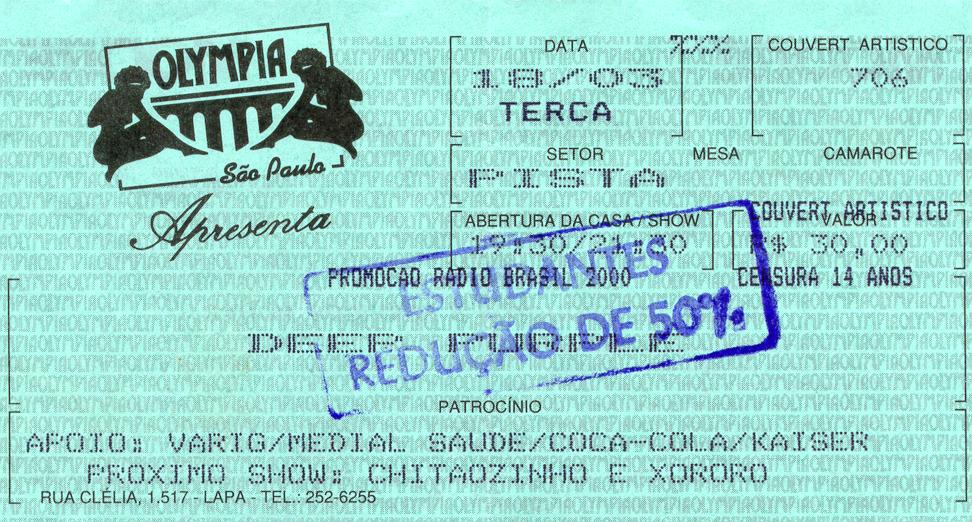 OLYMPIA
São Paulo
Apresenta
DATA
18/03
TERCA
COUVERT ARTISTICO
706
SETOR MESA CAMAROTE
PISTA
ABERTURA DA CASA / SHOW
19:30/21:30
VALOR
COUVERT ARTISTICO
R$ 30,00
PROMOCAO RADIO BRASIL 2000
CENSURA 14 ANOS
ESTUDANTES
REDUÇÃO DE 50%
DEEP PURPLE
PATROCÍNIO
APOIO: VARIG/MEDIAL SAUDE/COCA-COLA/KAISER
PROXIMO SHOW: CHITAOZINHO E XORORO
RUA CLÉLIA, 1.517 - LAPA - TEL.: 252-6255